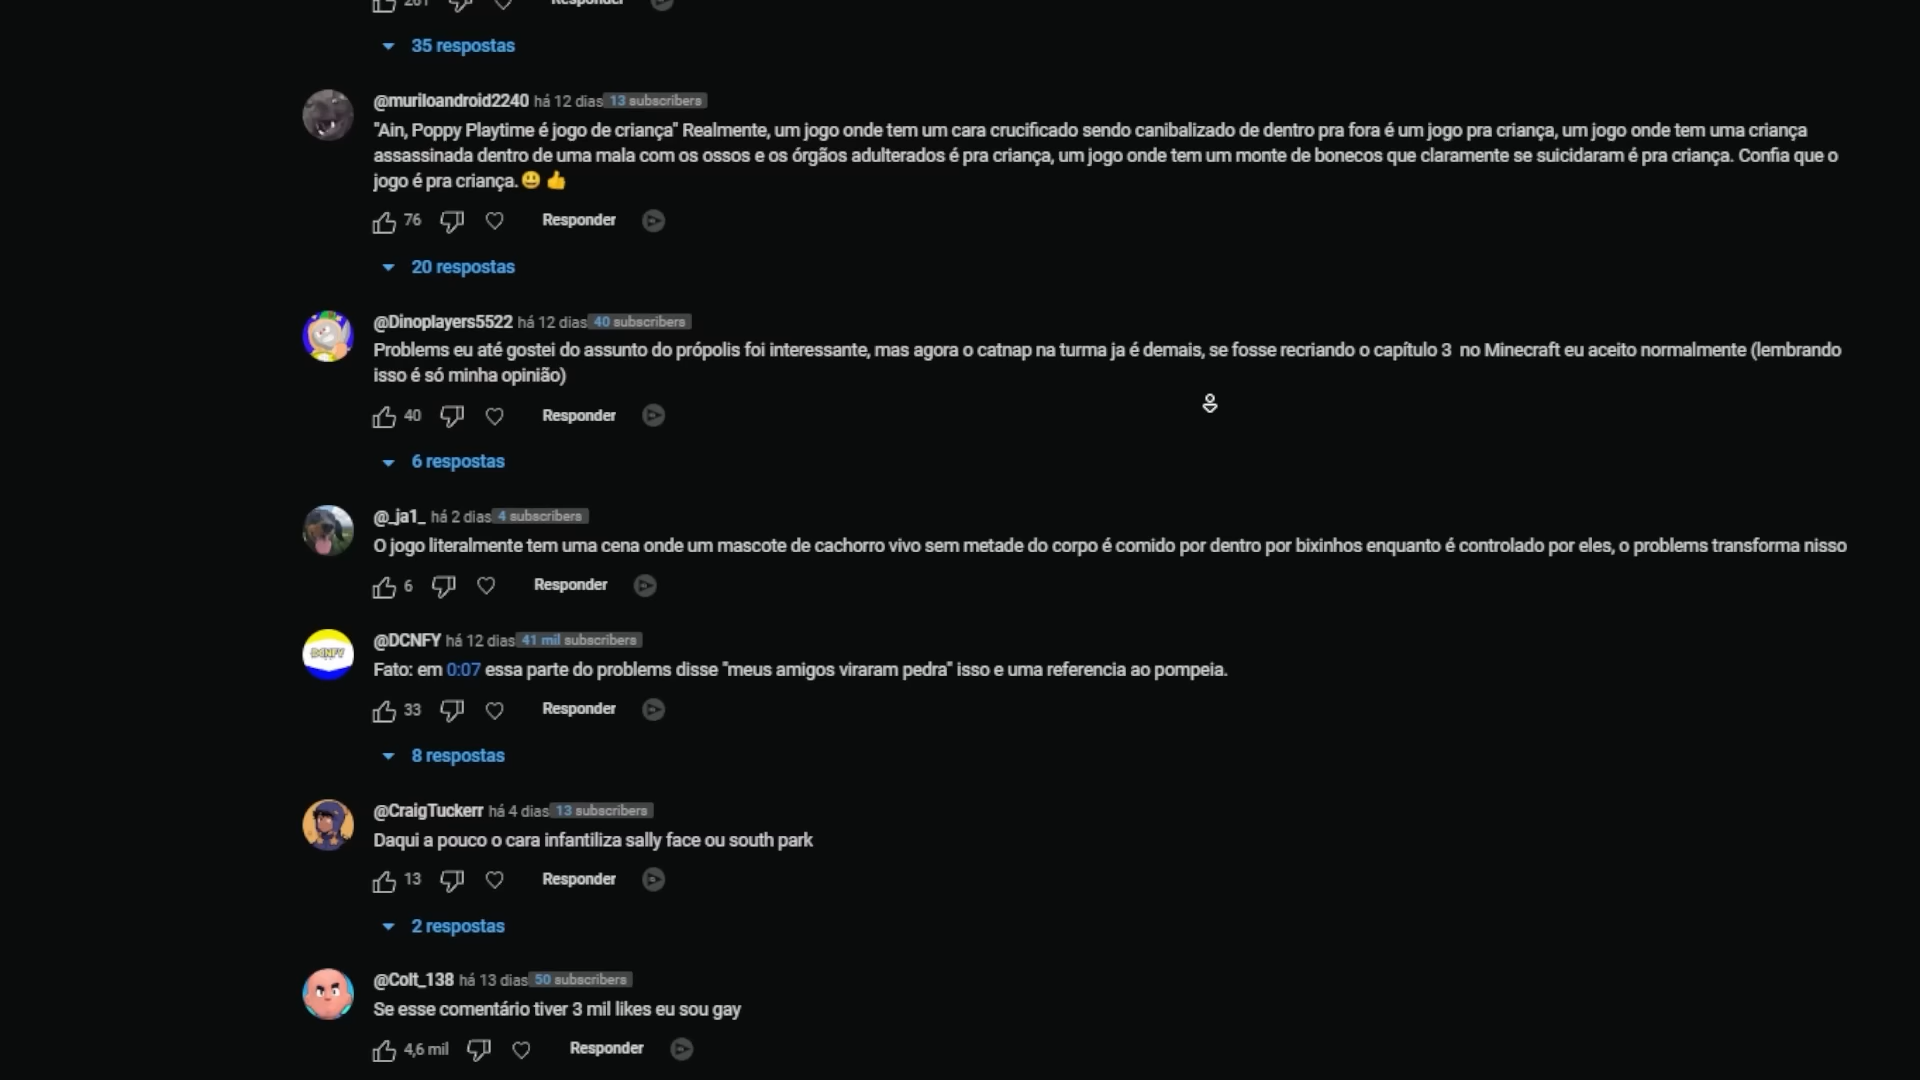 261 Responder
35 respostas
@muriloandroid2240 há 12 dias 13 subscribers
"Ain, Poppy Playtime é jogo de criança" Realmente, um jogo onde tem um cara crucificado sendo canibalizado de dentro pra fora é um jogo pra criança, um jogo onde tem uma criança
assassinada dentro de uma mala com os ossos e os órgãos adulterados é pra criança, um jogo onde tem um monte de bonecos que claramente se suicidaram é pra criança. Confia que o
jogo é pra criança.😃👍
76 Responder
20 respostas
@Dinoplayers5522 há 12 dias 40 subscribers
Problems eu até gostei do assunto do própolis foi interessante, mas agora o catnap na turma ja é demais, se fosse recriando o capítulo 3 no Minecraft eu aceito normalmente (lembrando
isso é só minha opinião)
40 Responder
6 respostas
@_ja1_ há 2 dias 4 subscribers
O jogo literalmente tem uma cena onde um mascote de cachorro vivo sem metade do corpo é comido por dentro por bixinhos enquanto é controlado por eles, o problems transforma nisso
6 Responder
DCNFY
@DCNFY há 12 dias 41 mil subscribers
Fato: em 0:07 essa parte do problems disse "meus amigos viraram pedra" isso e uma referencia ao pompeia.
33 Responder
8 respostas
@CraigTuckerr há 4 dias 13 subscribers
Daqui a pouco o cara infantiliza sally face ou south park
13 Responder
2 respostas
@Colt_138 há 13 dias 50 subscribers
Se esse comentário tiver 3 mil likes eu sou gay
4,6 mil Responder